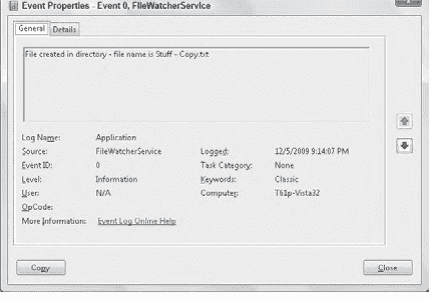 Event Properties - Event 0, FileWatcherService
General Details
File created in directory - file name is Stuff - Copy.txt
Log Name: Application
Source: FileWatcherService Logged: 12/5/2009 9:14:07 PM
Event ID: 0 Task Category: None
Level: Information Keywords: Classic
User: N/A Computer: T61p-Vista32
OpCode:
More Information: Event Log Online Help
Copy Close